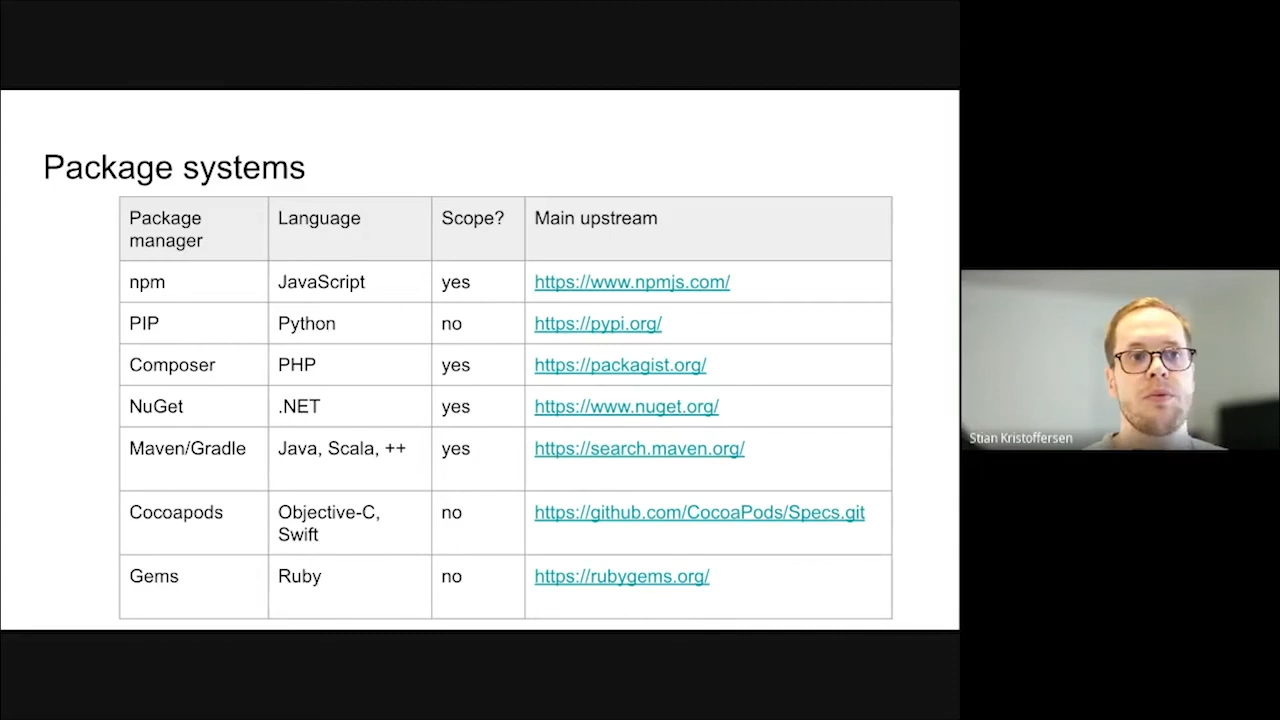 Package systems
Package manager Language Scope? Main upstream
npm JavaScript yes https://www.npmjs.com/
PIP Python no https://pypi.org/
Composer PHP yes https://packagist.org/
NuGet .NET yes https://www.nuget.org/
Maven/Gradle Java, Scala, ++ yes https://search.maven.org/
Cocoapods Objective-C, Swift no https://github.com/CocoaPods/Specs.git
Gems Ruby no https://rubygems.org/
Stian Kristoffersen